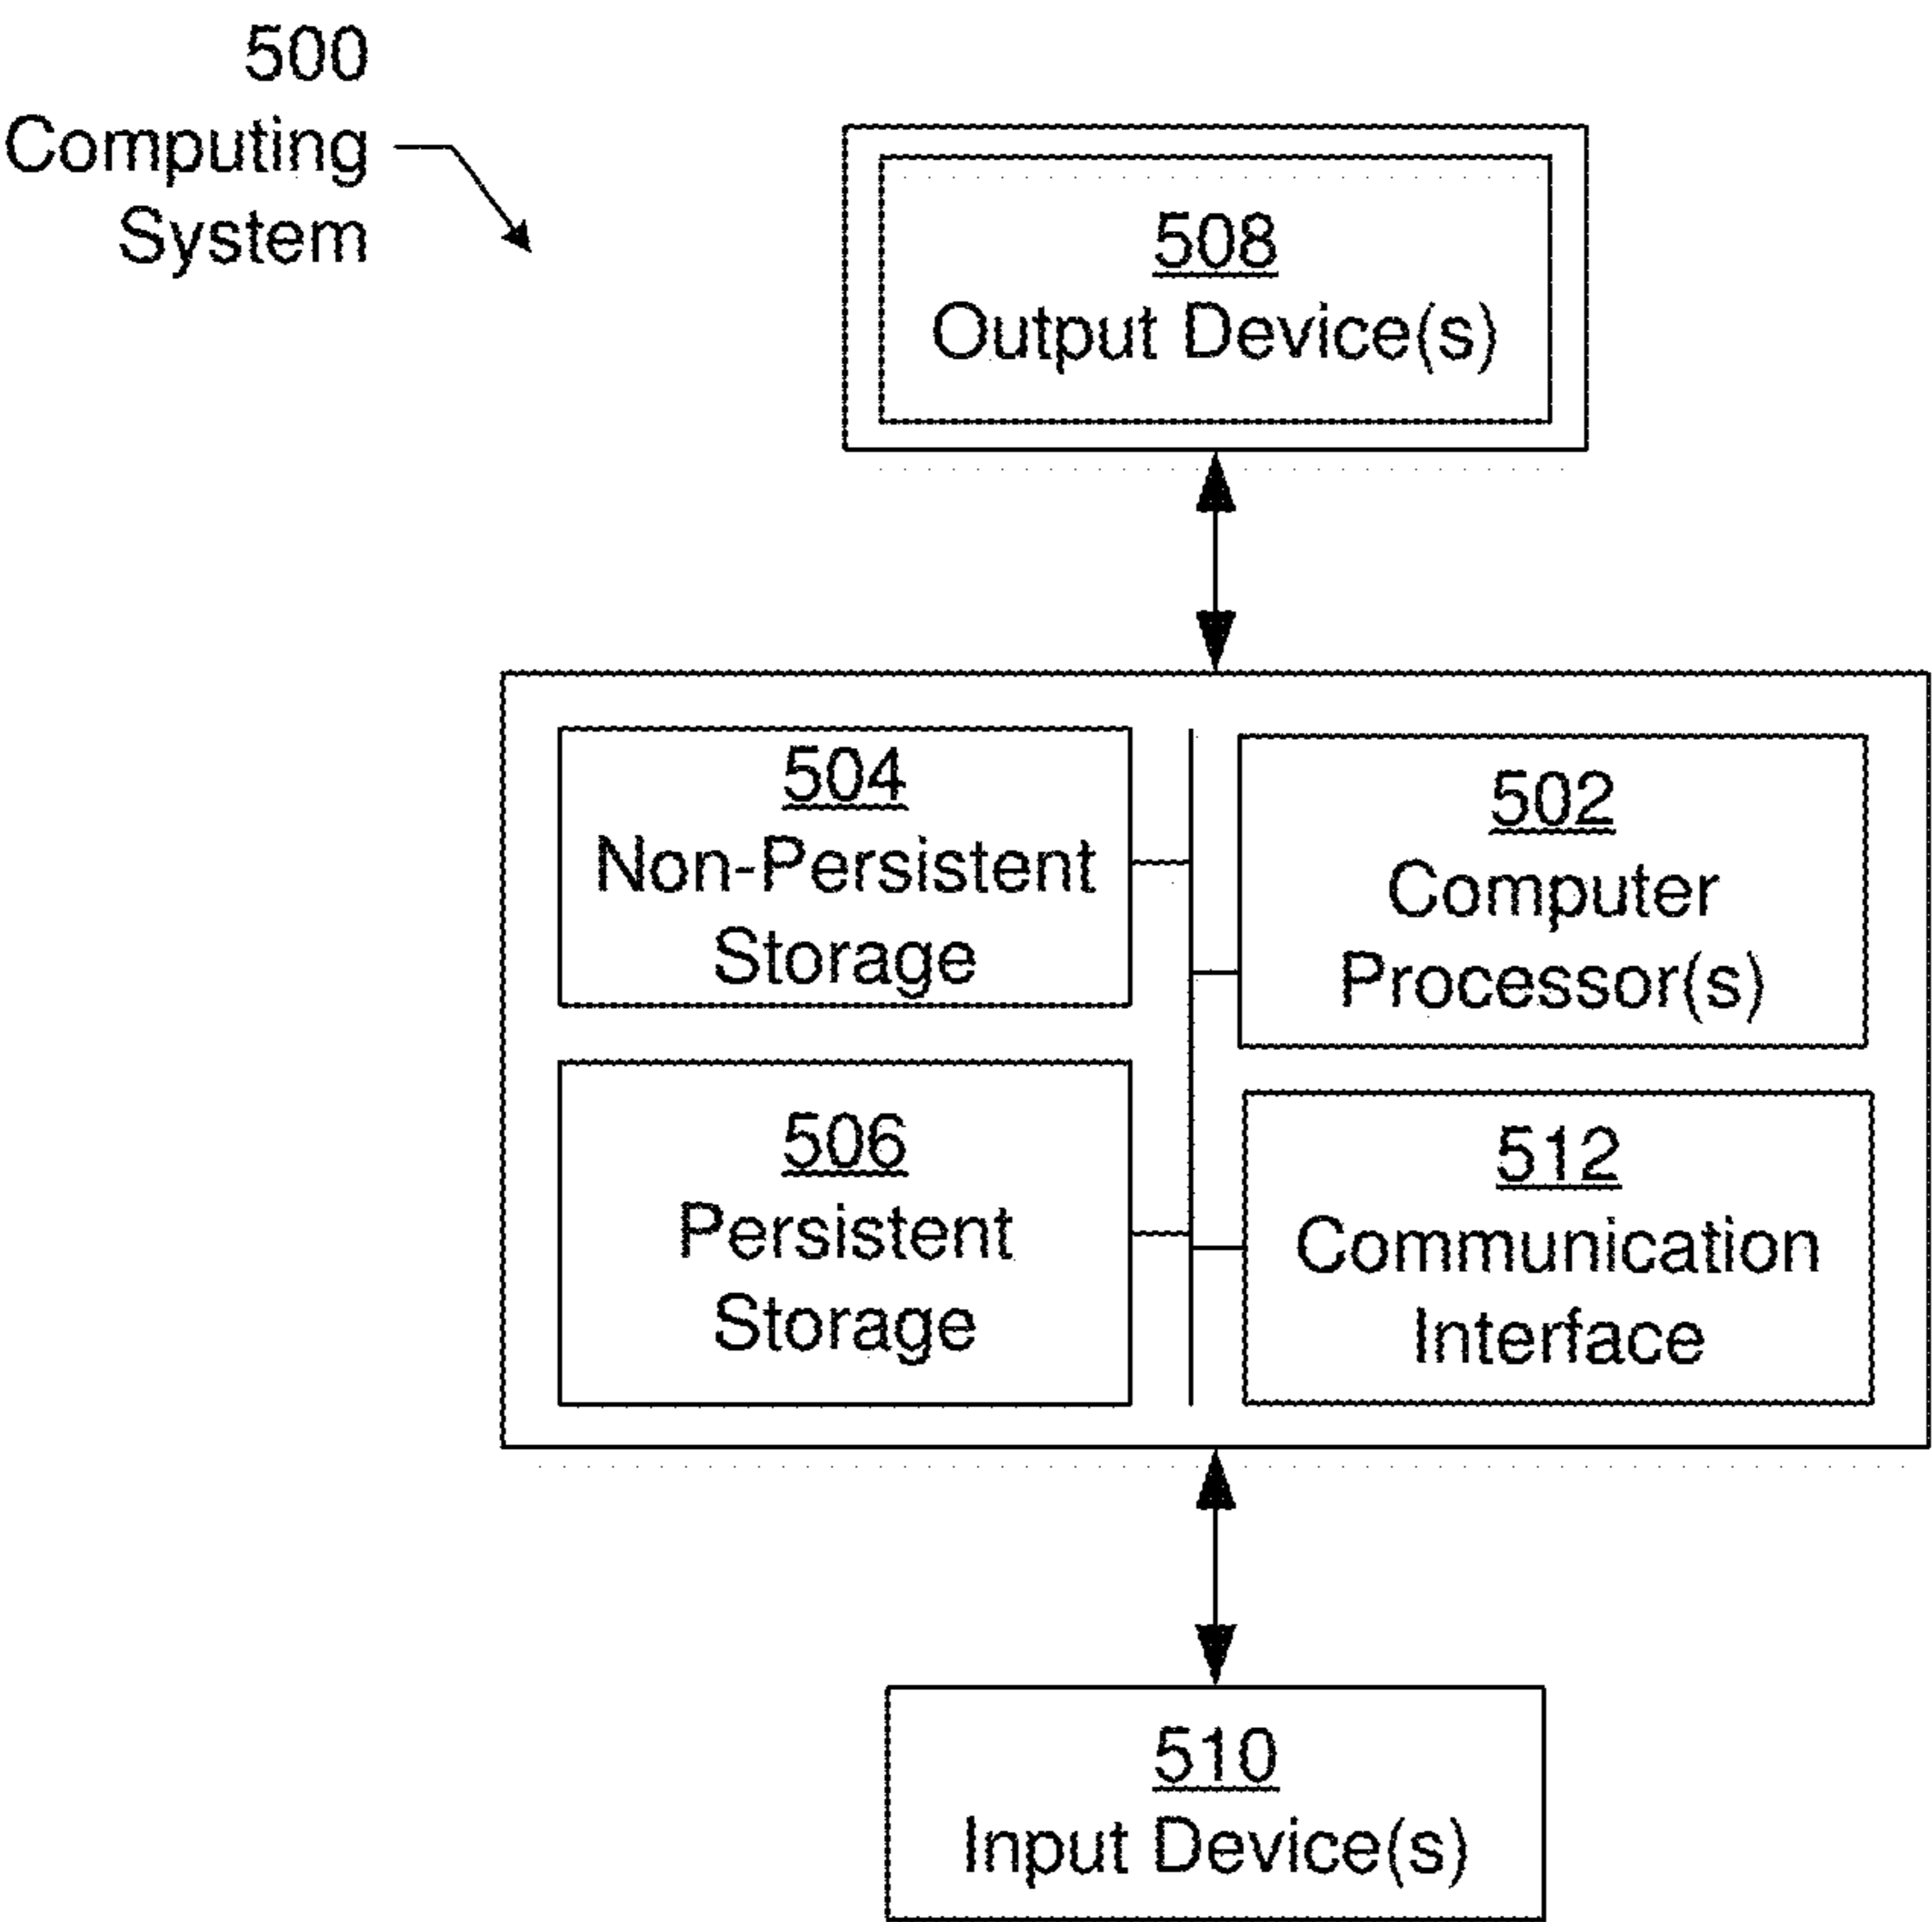 500
Computing
System
508
Output Device(s)
504
Non-Persistent
Storage
502
Computer
Processor(s)
506
Persistent
Storage
512
Communication
Interface
510
Input Device(s)